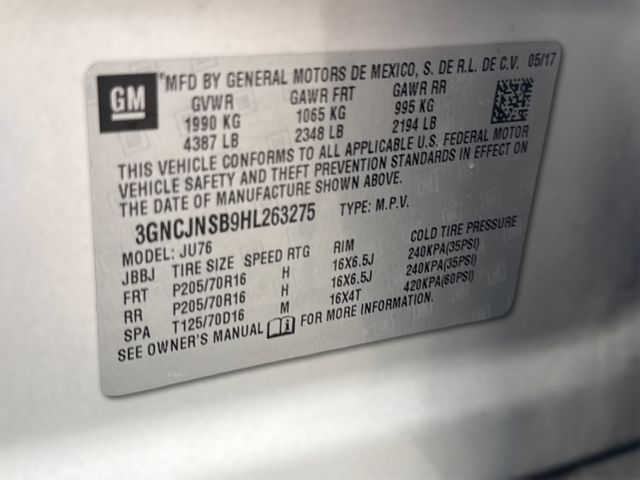 GM
MFD BY GENERAL MOTORS DE MEXICO, S. DE R.L. DE C.V. 05/17
GVWR GAWR FRT GAWR RR
1990 KG 1065 KG 995 KG
4387 LB 2348 LB 2194 LB
THIS VEHICLE CONFORMS TO ALL APPLICABLE U.S. FEDERAL MOTOR
VEHICLE SAFETY AND THEFT PREVENTION STANDARDS IN EFFECT ON
THE DATE OF MANUFACTURE SHOWN ABOVE.
3GNCJNSB9HL263275 TYPE: M.P.V.
MODEL: JU76
JBBJ TIRE SIZE SPEED RTG RIM COLD TIRE PRESSURE
FRT P205/70R16 H 16X6.5J 240KPA(35PSI)
RR P205/70R16 H 16X6.5J 240KPA(35PSI)
SPA T125/70D16 M 16X4T 420KPA(60PSI)
SEE OWNER'S MANUAL FOR MORE INFORMATION.